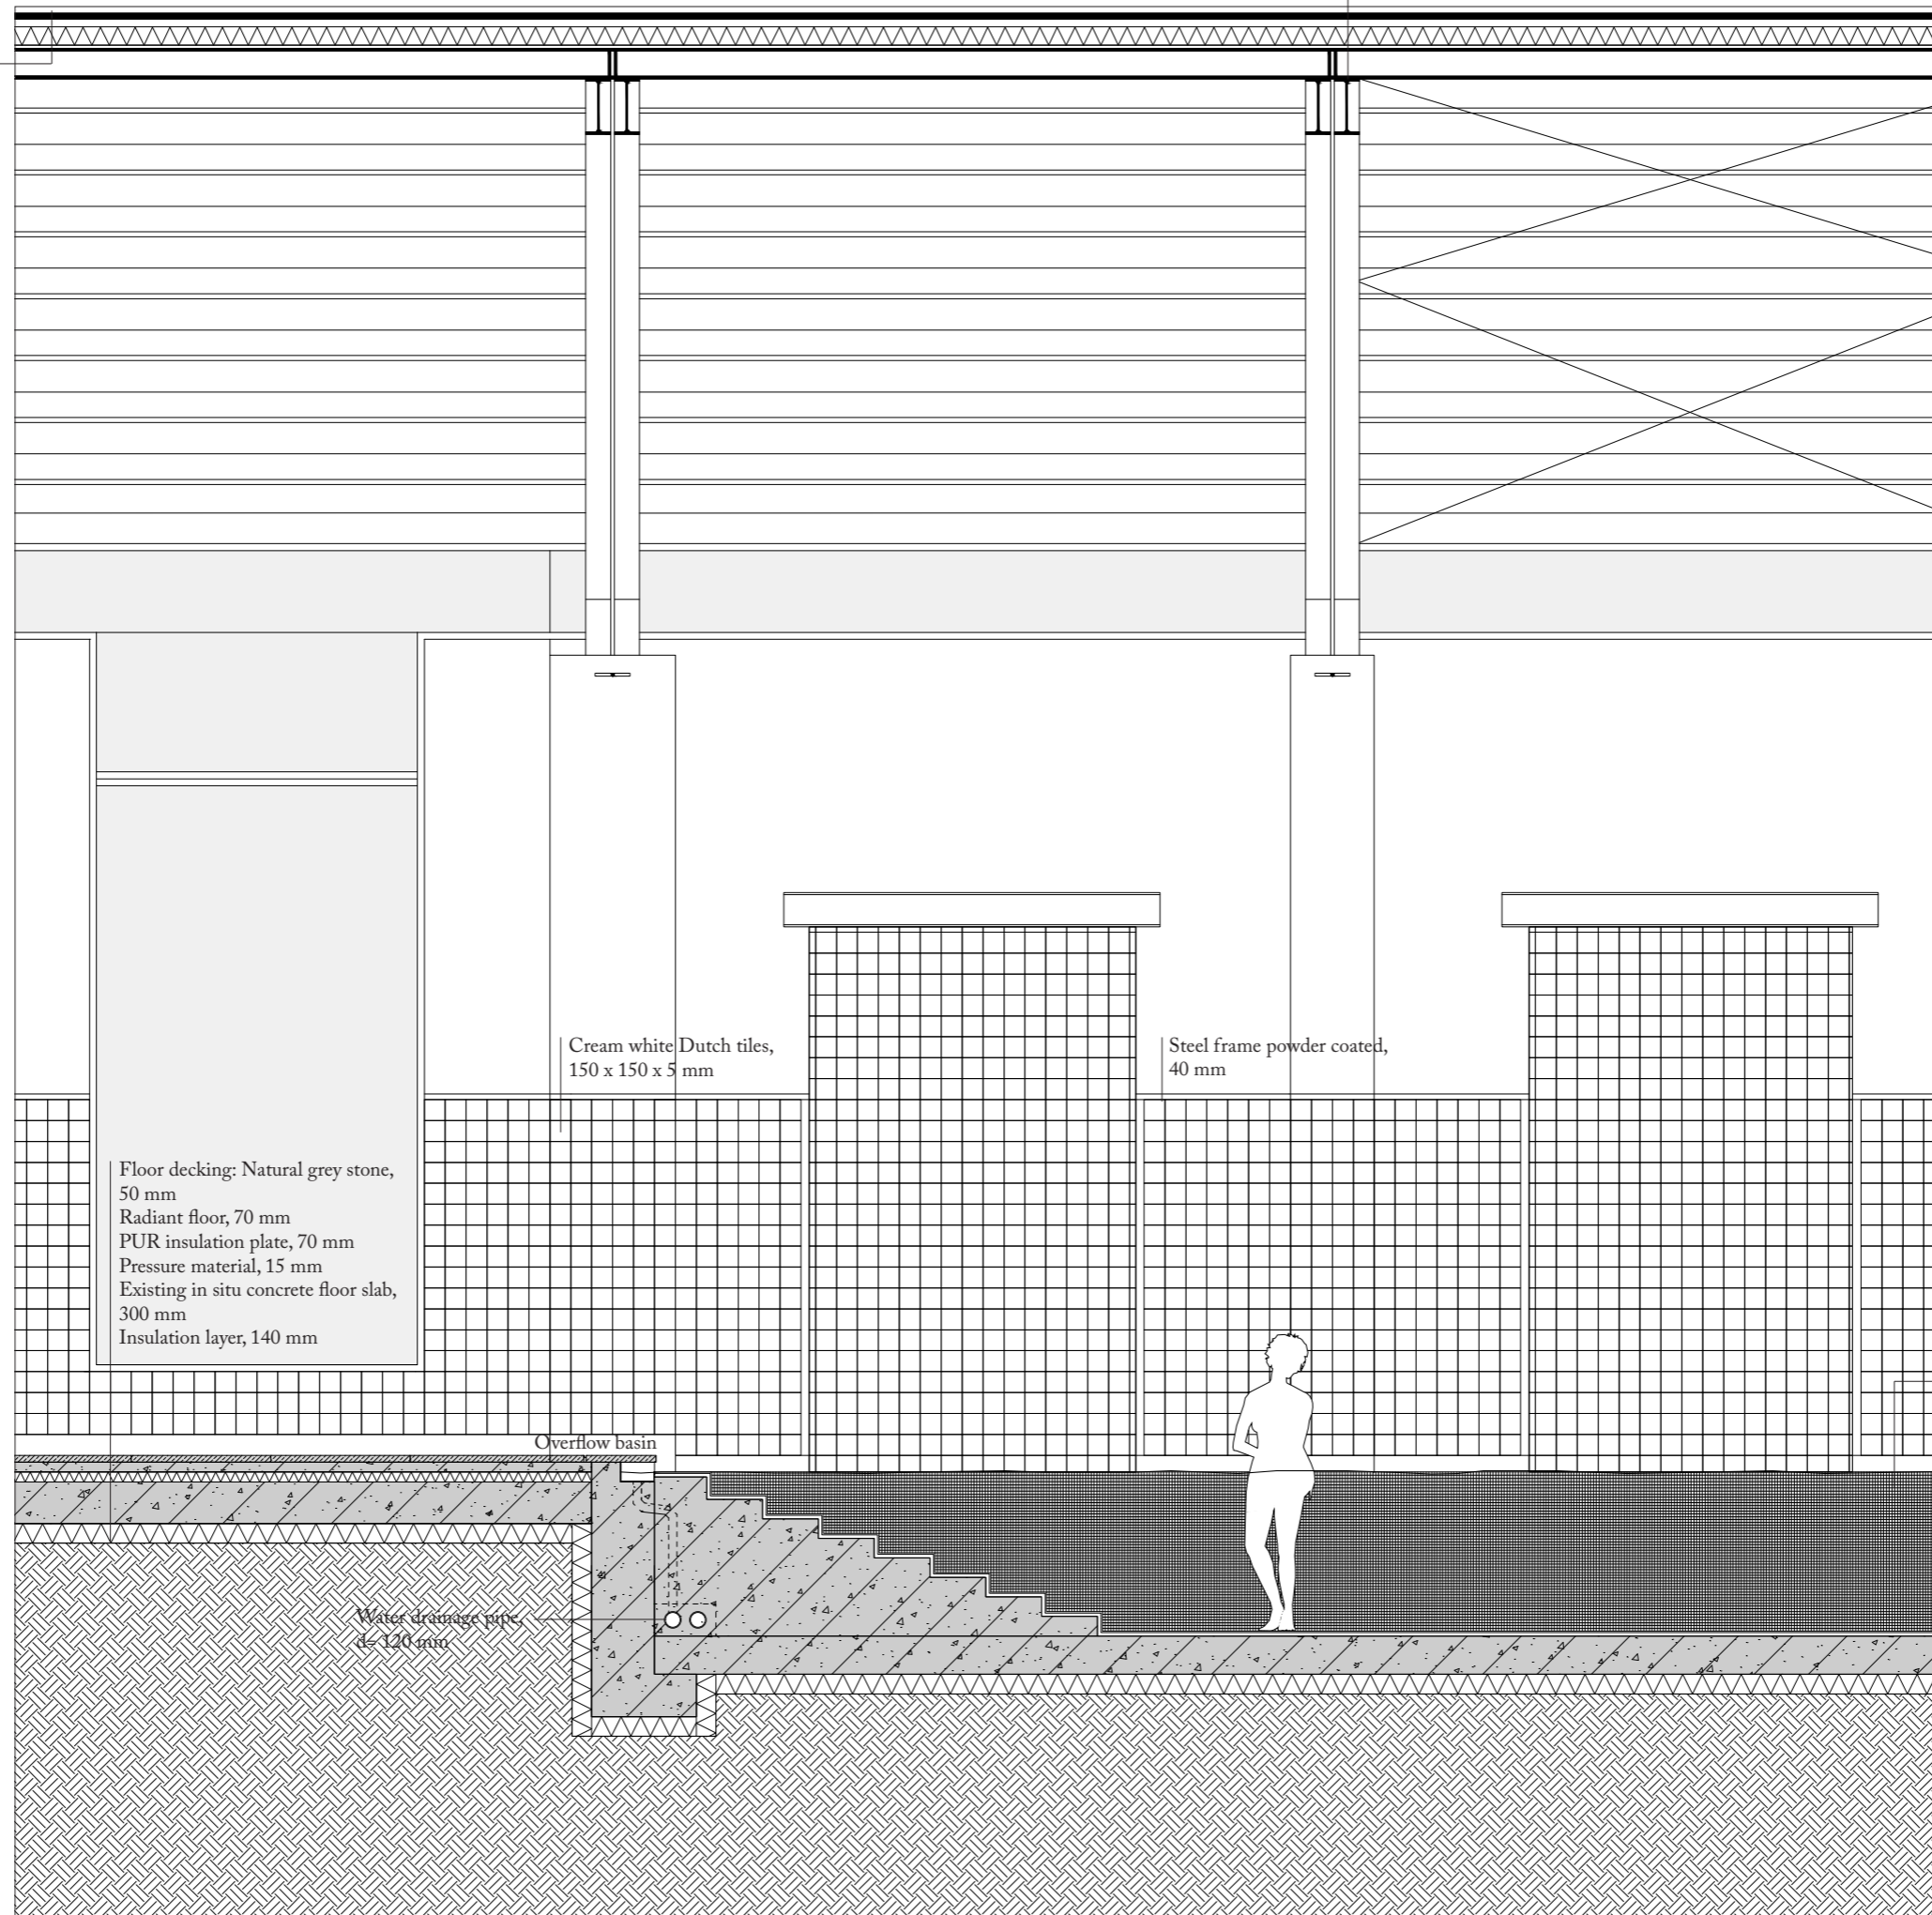 Cream white Dutch tiles,
150 x 150 x 5 mm
Steel frame powder coated,
40 mm
Floor decking: Natural grey stone,
50 mm
Radiant floor, 70 mm
PUR insulation plate, 70 mm
Pressure material, 15 mm
Existing in situ concrete floor slab,
300 mm
Insulation layer, 140 mm
Overflow basin
Water drainage pipe,
d= 120 mm